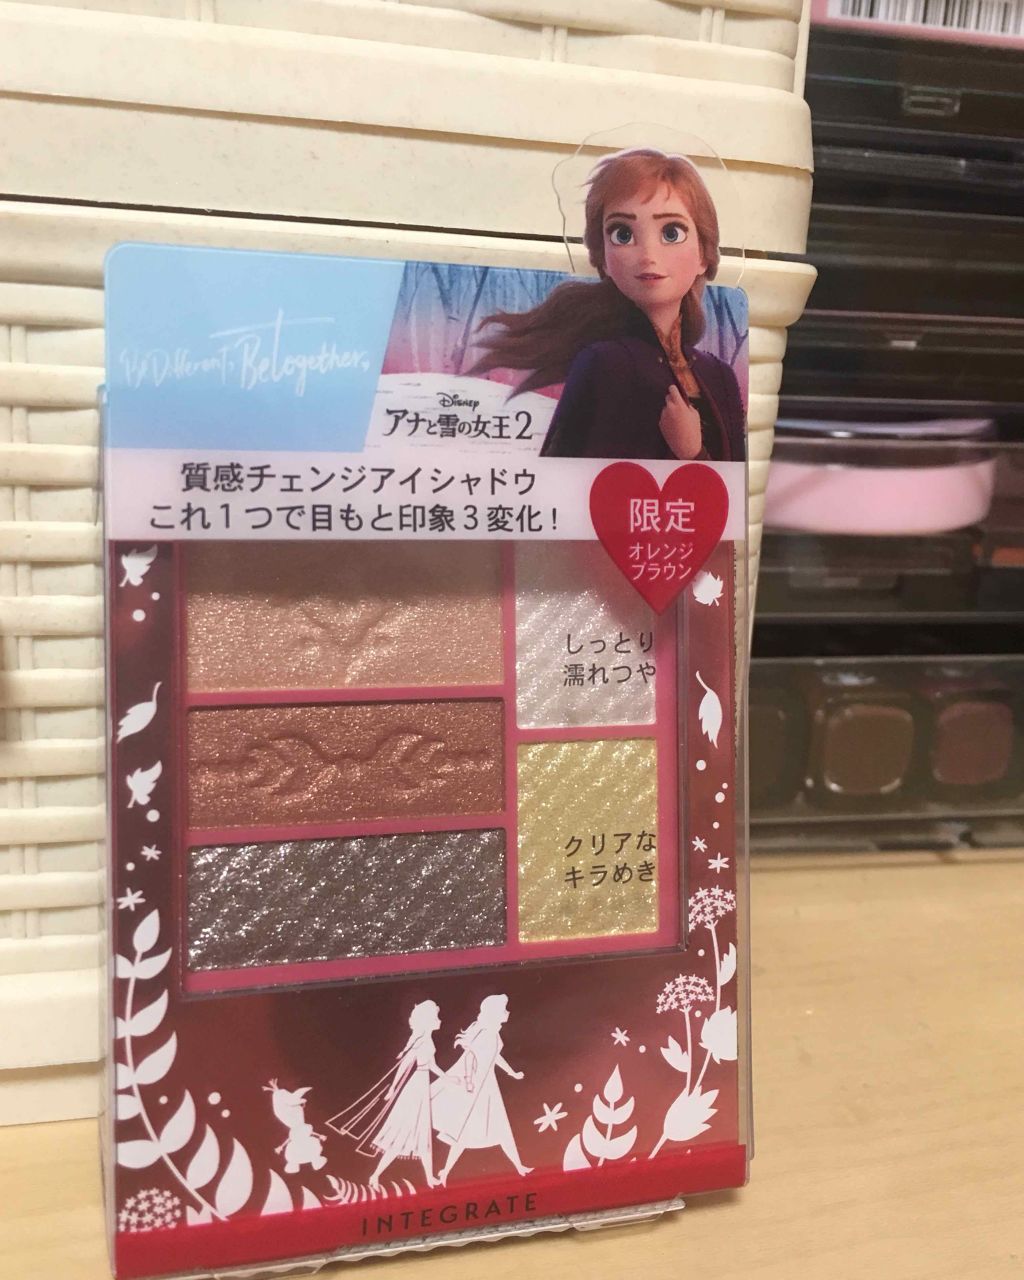 Be Different,
Be together.
Disney
アナと雪の女王2
質感チェンジアイシャドウ
これ1つで目もと印象3変化!
限定
オレンジ
ブラウン
しっとり
濡れつや
クリアな
キラめき
INTEGRATE